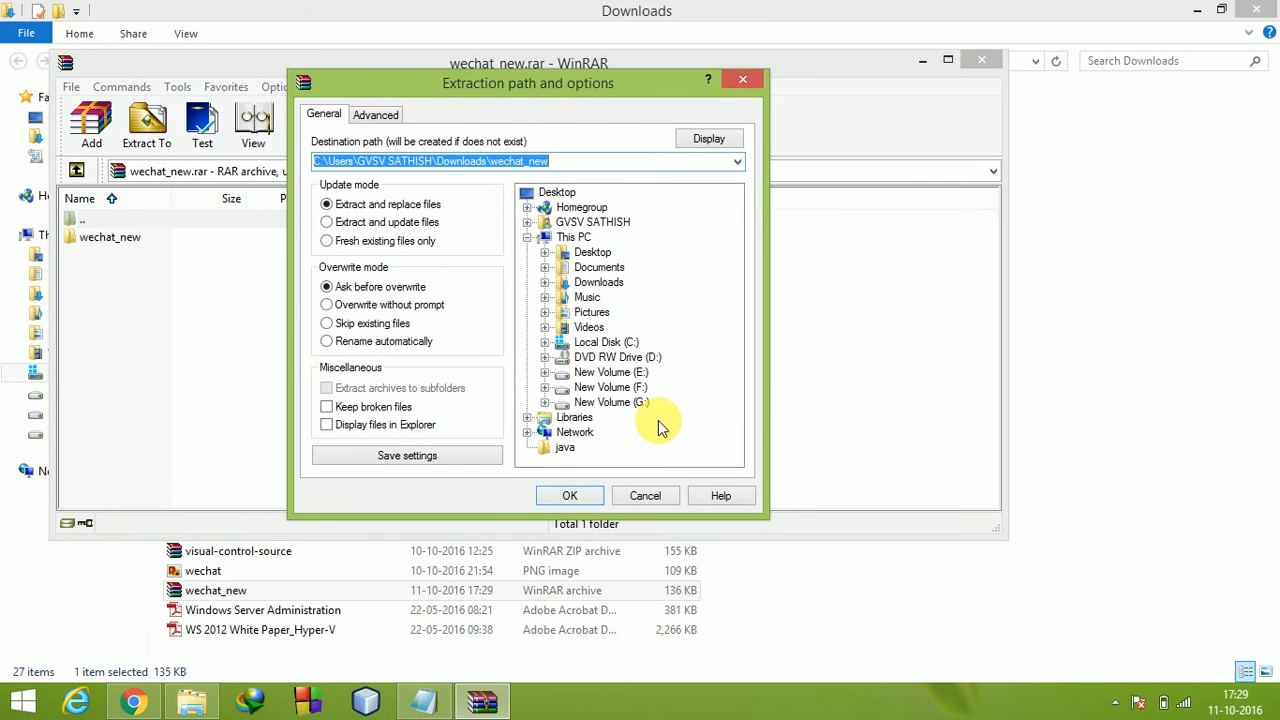 Downloads
File Home Share View
wechat_new.rar - WinRAR
Search Downloads
File Commands Tools Favorites Optio
Add Extract To Test View
wechat_new.rar - RAR archive, u
Name Size P
..
wechat_new
Fa
Ho
Th
Ne
Extraction path and options
?
General Advanced
Destination path (will be created if does not exist)
Display
C:\Users\GVSV SATHISH\Downloads\wechat_new
Update mode
Extract and replace files
Extract and update files
Fresh existing files only
Overwrite mode
Ask before overwrite
Overwrite without prompt
Skip existing files
Rename automatically
Miscellaneous
Extract archives to subfolders
Keep broken files
Display files in Explorer
Save settings
Desktop
Homegroup
GVSV SATHISH
This PC
Desktop
Documents
Downloads
Music
Pictures
Videos
Local Disk (C:)
DVD RW Drive (D:)
New Volume (E:)
New Volume (F:)
New Volume (G:)
Libraries
Network
java
OK Cancel Help
Total 1 folder
visual-control-source 10-10-2016 12:25 WinRAR ZIP archive 155 KB
wechat 10-10-2016 21:54 PNG image 109 KB
wechat_new 11-10-2016 17:29 WinRAR archive 136 KB
Windows Server Administration 22-05-2016 08:21 Adobe Acrobat D... 381 KB
WS 2012 White Paper_Hyper-V 22-05-2016 09:38 Adobe Acrobat D... 2,266 KB
27 items 1 item selected 135 KB
17:29
11-10-2016